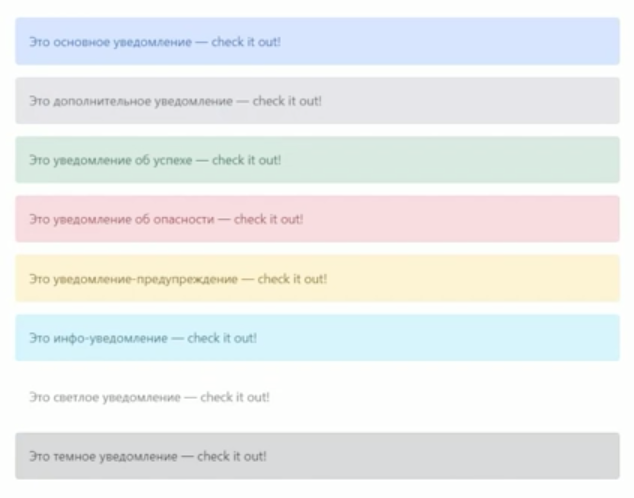 Это основное уведомление — check it out!
Это дополнительное уведомление — check it out!
Это уведомление об успехе — check it out!
Это уведомление об опасности — check it out!
Это уведомление-предупреждение — check it out!
Это инфо-уведомление — check it out!
Это светлое уведомление — check it out!
Это темное уведомление — check it out!